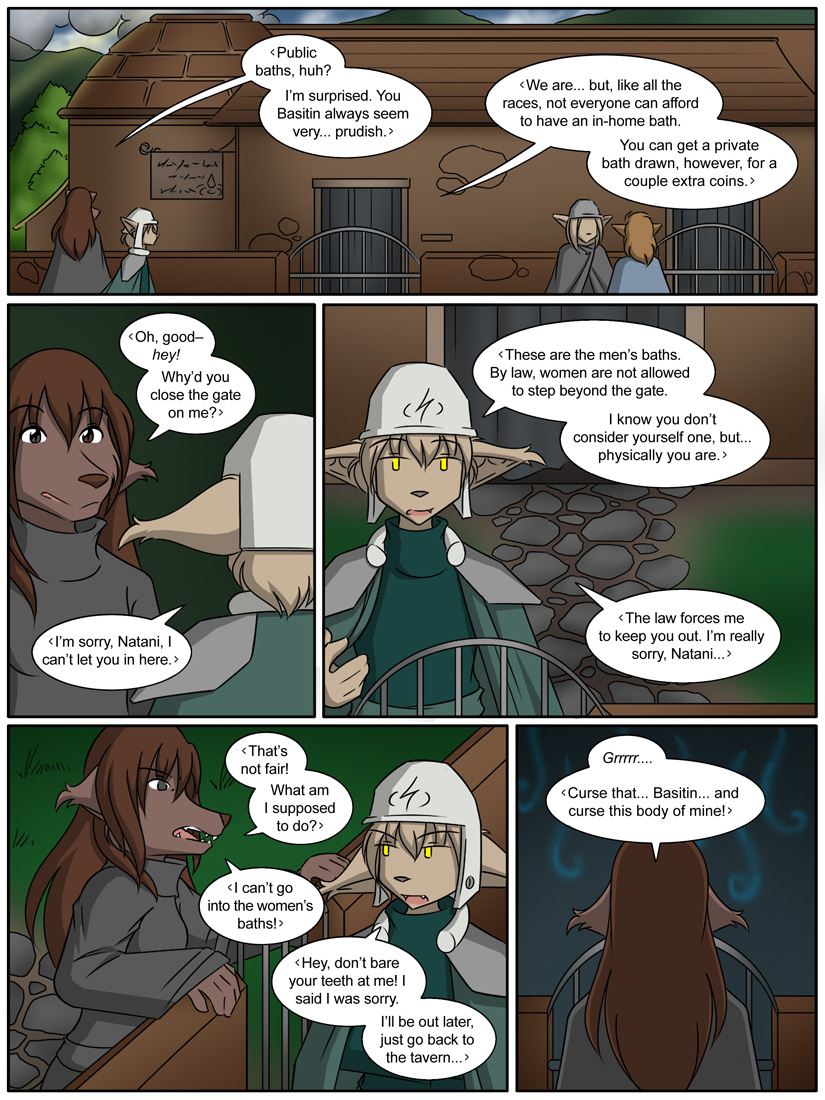 ‹Public
baths, huh?
I'm surprised. You
Basitin always seem
very... prudish.›
‹We are... but, like all the
races, not everyone can afford
to have an in-home bath.
You can get a private
bath drawn, however, for a
couple extra coins.›
‹Oh, good–
hey!
Why'd you
close the gate
on me?›
‹I'm sorry, Natani, I
can't let you in here.›
‹These are the men's baths.
By law, women are not allowed
to step beyond the gate.
I know you don't
consider yourself one, but...
physically you are.›
‹The law forces me
to keep you out. I'm really
sorry, Natani...›
‹That's
not fair!
What am
I supposed
to do?›
‹I can't go
into the women's
baths!›
‹Hey, don't bare
your teeth at me! I
said I was sorry.
I'll be out later,
just go back to
the tavern...›
Grrrrr....
‹Curse that... Basitin... and
curse this body of mine!›